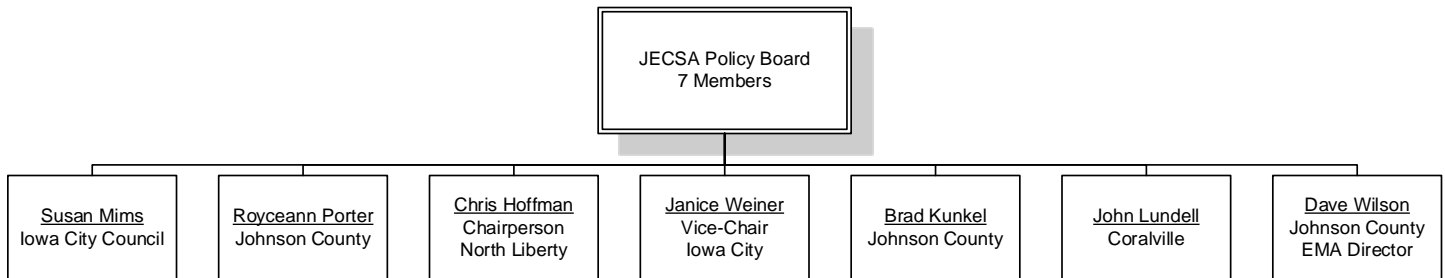 JECSA Policy Board
7 Members
Susan Mims
Iowa City Council
Royceann Porter
Johnson County
Chris Hoffman
Chairperson
North Liberty
Janice Weiner
Vice-Chair
Iowa City
Brad Kunkel
Johnson County
John Lundell
Coralville
Dave Wilson
Johnson County
EMA Director